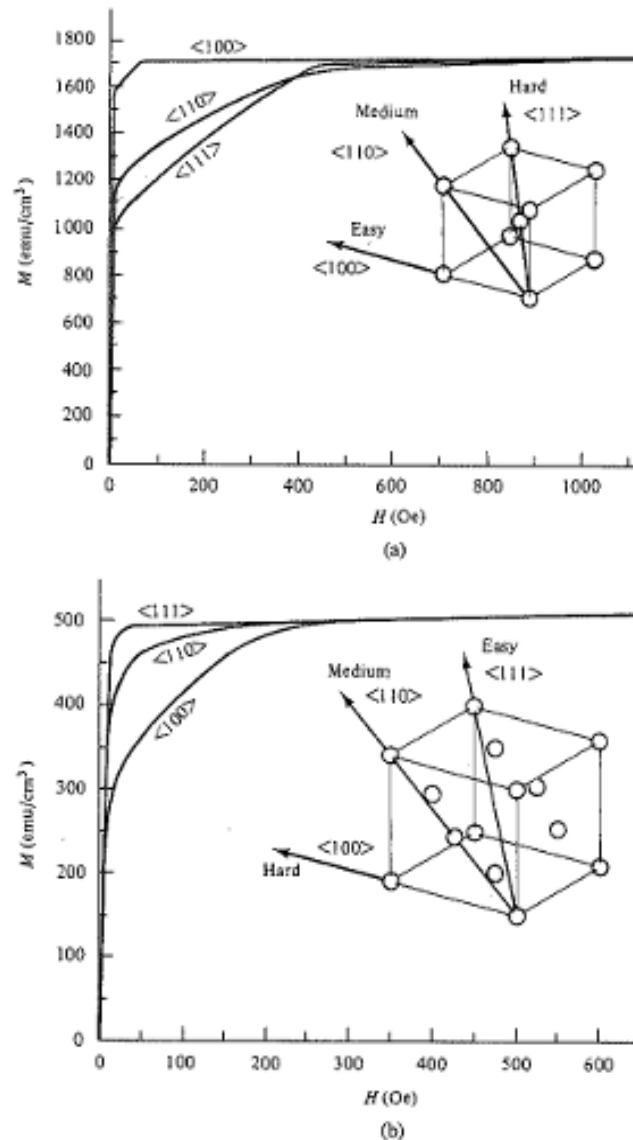 1800
1600
1400
1200
1000
800
600
400
200
0
M (emu/cm³)
<100>
<110>
<111>
Hard
<111>
Medium
<110>
Easy
<100>
0 200 400 600 800 1000
H (Oe)
(a)
500
400
300
200
100
0
M (emu/cm³)
<111>
<110>
<100>
Easy
<111>
Medium
<110>
<100>
Hard
0 100 200 300 400 500 600
H (Oe)
(b)